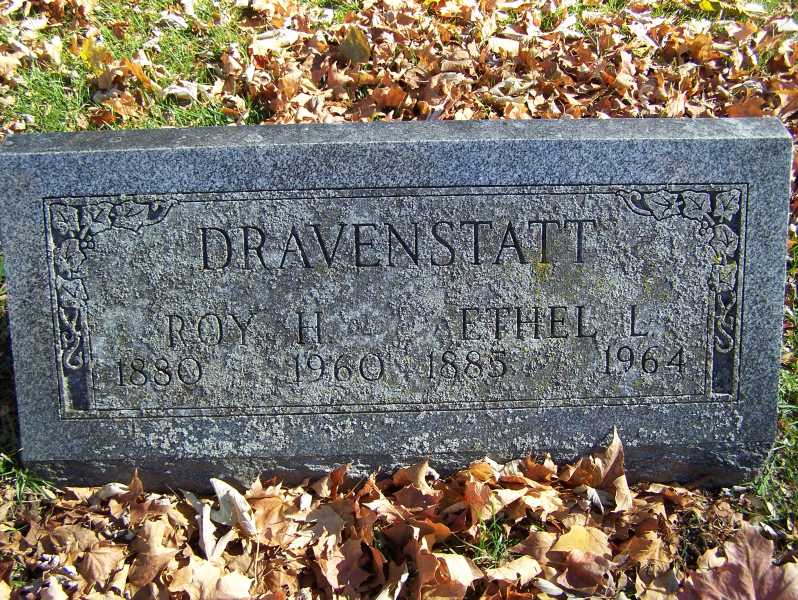 DRAVENSTATT
ROY H ETHEL L
1880 1960 1885 1964